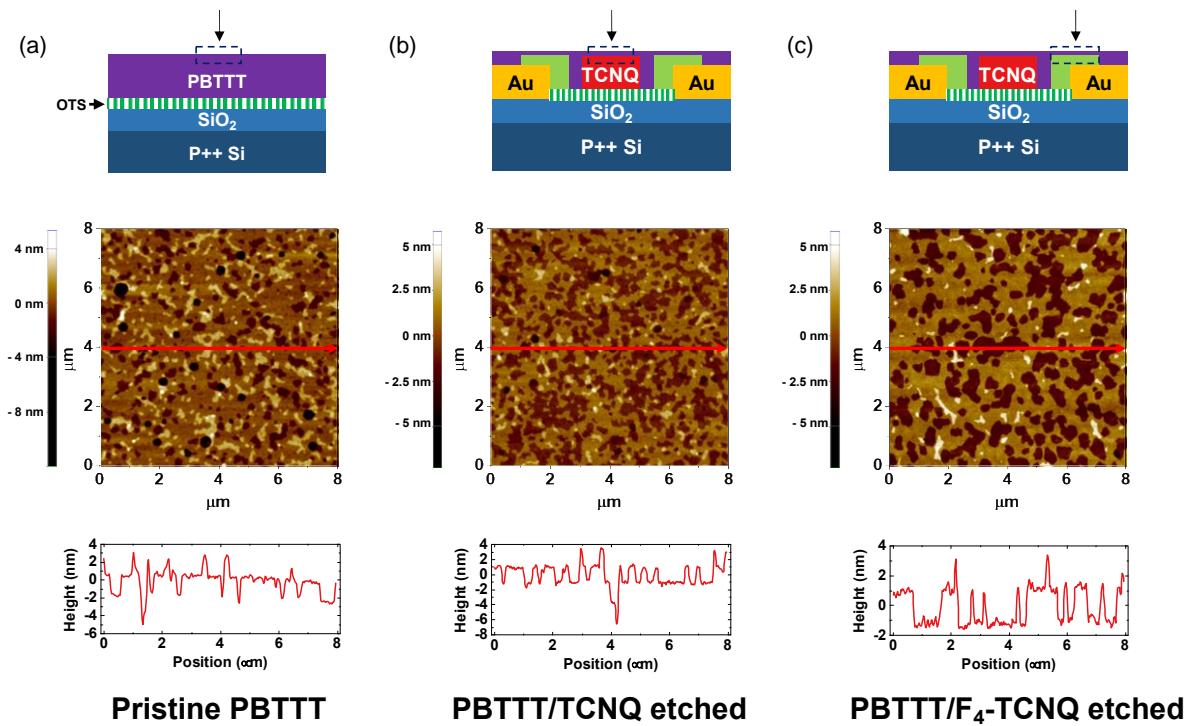 (a)
PBTTT
OTS
SiO₂
P++ Si
(b)
TCNQ
Au
Au
SiO₂
P++ Si
(c)
TCNQ
Au
Au
SiO₂
P++ Si
4 nm
0 nm
- 4 nm
- 8 nm
8
6
4
2
0
μm
0 2 4 6 8
μm
5 nm
2.5 nm
0 nm
- 2.5 nm
- 5 nm
8
6
4
2
0
μm
0 2 4 6 8
μm
5 nm
2.5 nm
0 nm
- 2.5 nm
- 5 nm
8
6
4
2
0
μm
0 2 4 6 8
μm
Height (nm)
4
2
0
-2
-4
-6
0 2 4 6 8
Position (∝m)
Height (nm)
4
2
0
-2
-4
-6
-8
0 2 4 6 8
Position (∝m)
Height (nm)
4
2
0
-2
0 2 4 6 8
Position (∝m)
Pristine PBTTT
PBTTT/TCNQ etched
PBTTT/F₄-TCNQ etched